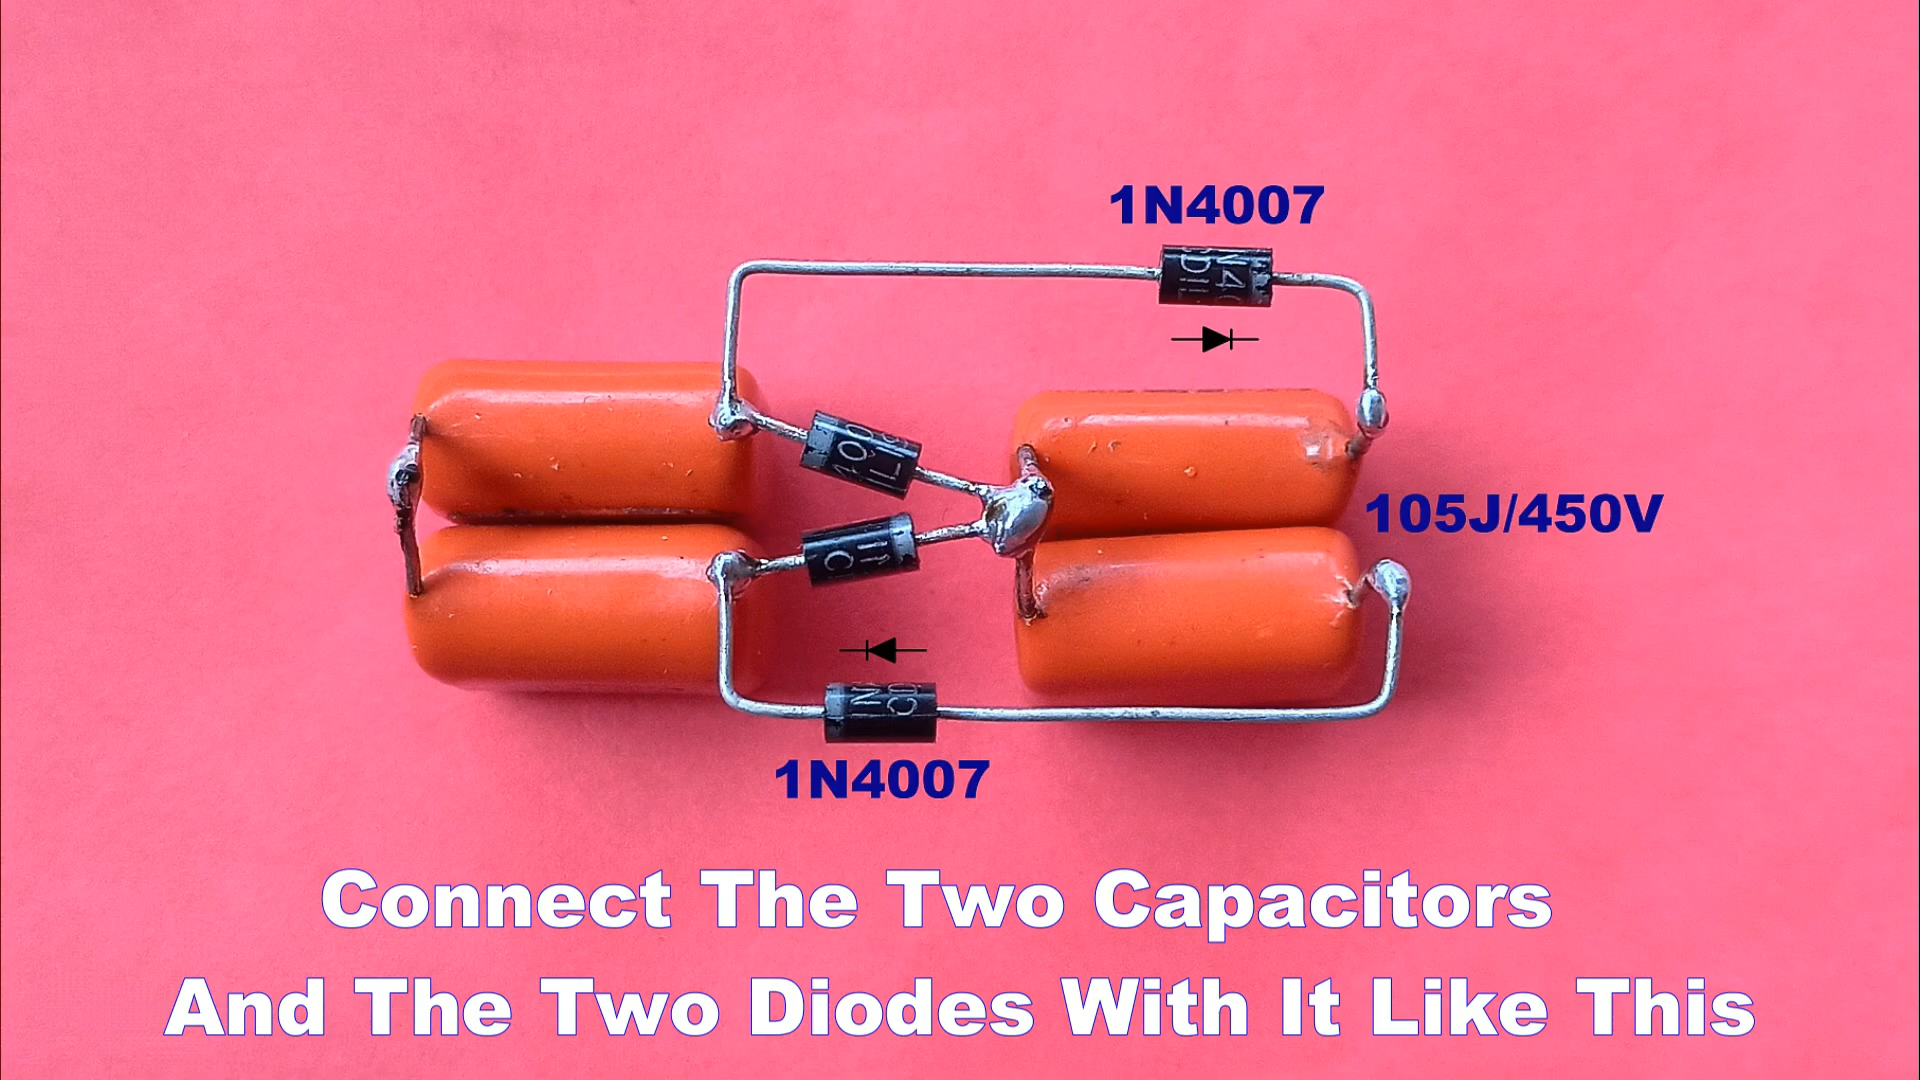 1N4007
105J/450V
1N4007
Connect The Two Capacitors
And The Two Diodes With It Like This